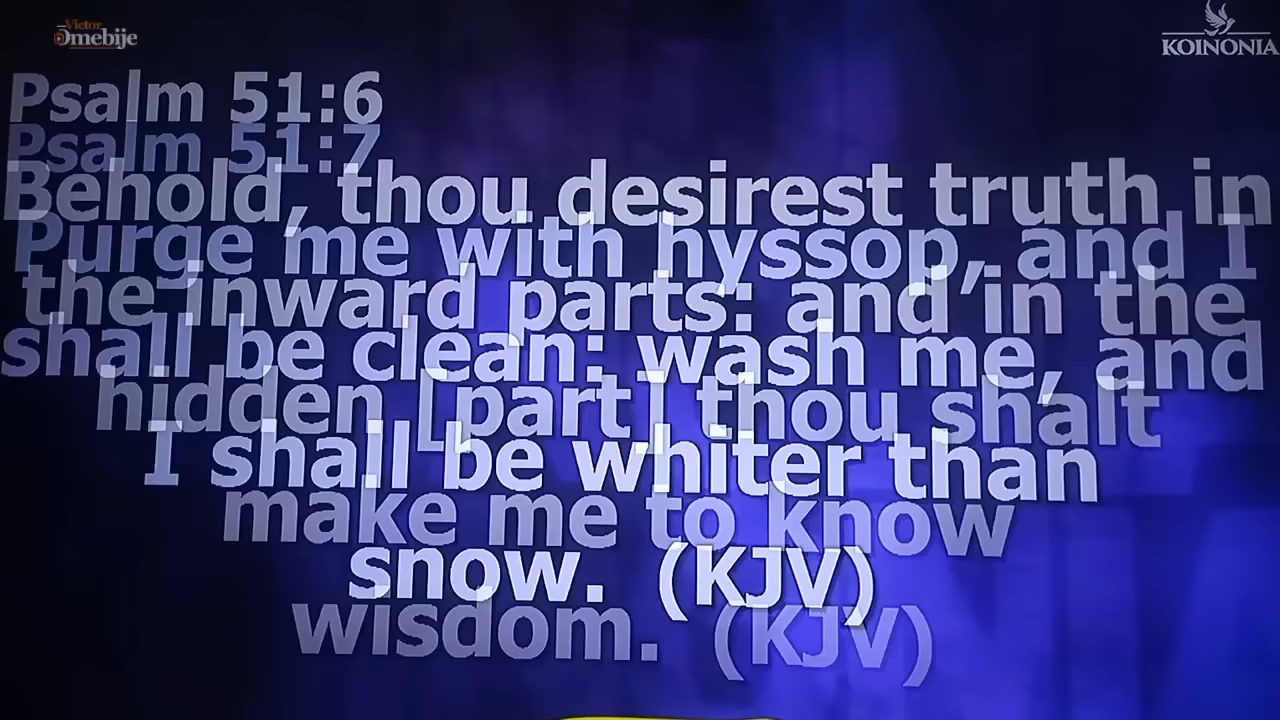 Victor
Omebije
KOINONIA
Psalm 51:6
Psalm 51:7
Behold, thou desirest truth in
Purge me with hyssop, and I
the inward parts: and in the
shall be clean: wash me, and
hidden [part] thou shalt
I shall be whiter than
make me to know
snow. (KJV)
wisdom. (KJV)